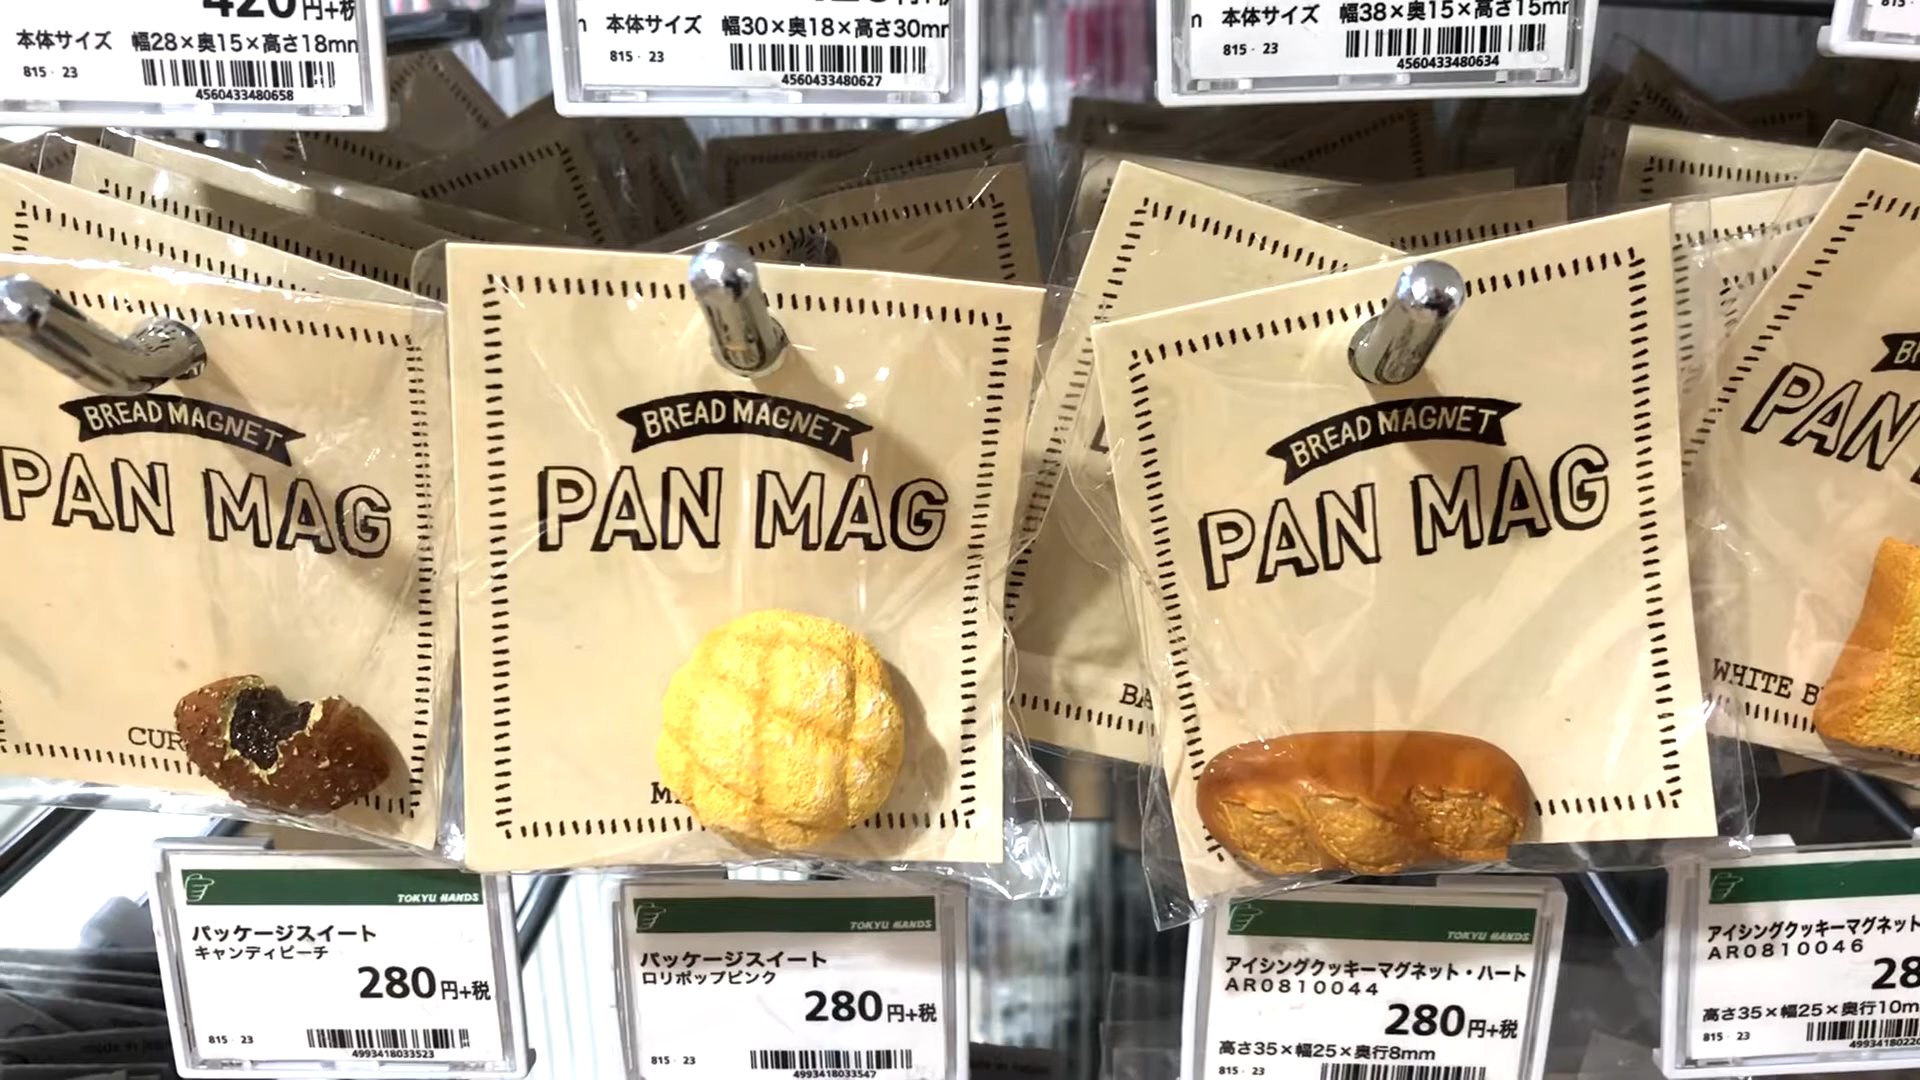 420円+税
本体サイズ 幅28×奥15×高さ18mm
815 23
4560433480658
本体サイズ 幅30×奥18×高さ30mm
815 23
4560433480627
本体サイズ 幅38×奥15×高さ15mm
815 23
4560433480634
BREAD MAGNET
PAN MAG
CUR
BREAD MAGNET
PAN MAG
BREAD MAGNET
PAN MAG
PAN
WHITE
TOKYU HANDS
パッケージスイート
キャンディピーチ
280円+税
815 23
4993418033523
TOKYU HANDS
パッケージスイート
ロリポップピンク
280円+税
815 23
4993418033547
TOKYU HANDS
アイシングクッキーマグネット・ハート
AR0810044
280円+税
高さ35×幅25×奥行8mm
815 23
アイシングクッキーマグネット
AR0810046
28
高さ35×幅25×奥行10m
815 23